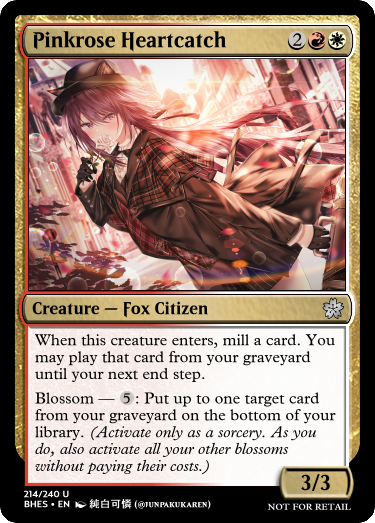 Pinkrose Heartcatch 2
Creature — Fox Citizen
When this creature enters, mill a card. You
may play that card from your graveyard
until your next end step.
Blossom — 5: Put up to one target card
from your graveyard on the bottom of your
library. (Activate only as a sorcery. As you
do, also activate all your other blossoms
without paying their costs.)
3/3
214/240 U
BHES • EN 純白可憐 (@JUNPAKUKAREN)
NOT FOR RETAIL